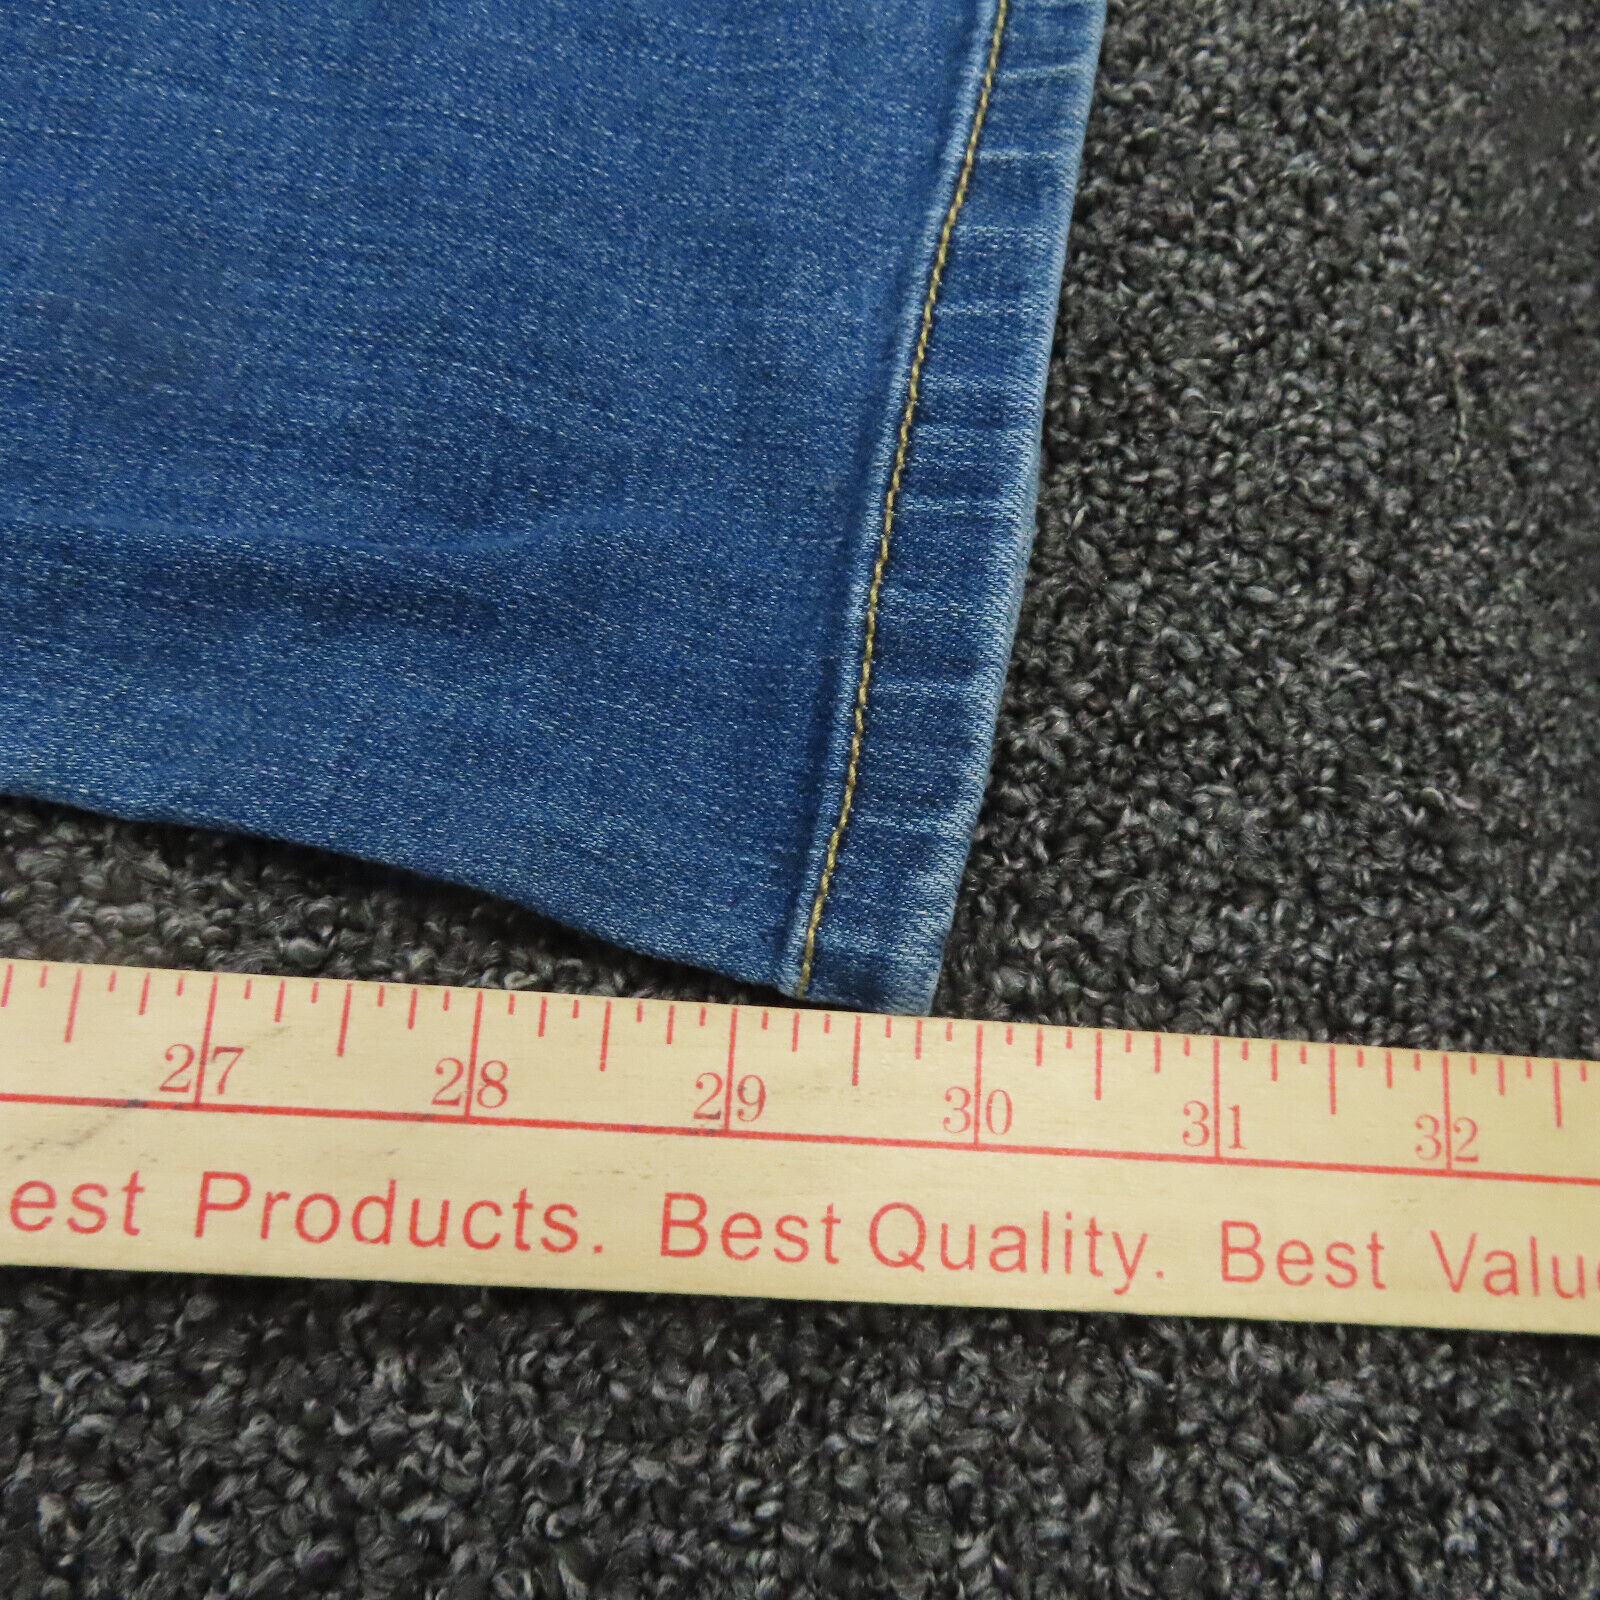 27 28 29 30 31 32
est Products. Best Quality. Best Valu